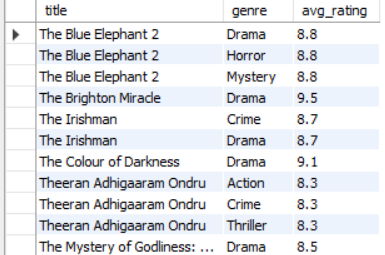 title genre avg_rating
The Blue Elephant 2 Drama 8.8
The Blue Elephant 2 Horror 8.8
The Blue Elephant 2 Mystery 8.8
The Brighton Miracle Drama 9.5
The Irishman Crime 8.7
The Irishman Drama 8.7
The Colour of Darkness Drama 9.1
Theeran Adhigaaram Ondru Action 8.3
Theeran Adhigaaram Ondru Crime 8.3
Theeran Adhigaaram Ondru Thriller 8.3
The Mystery of Godliness: ... Drama 8.5